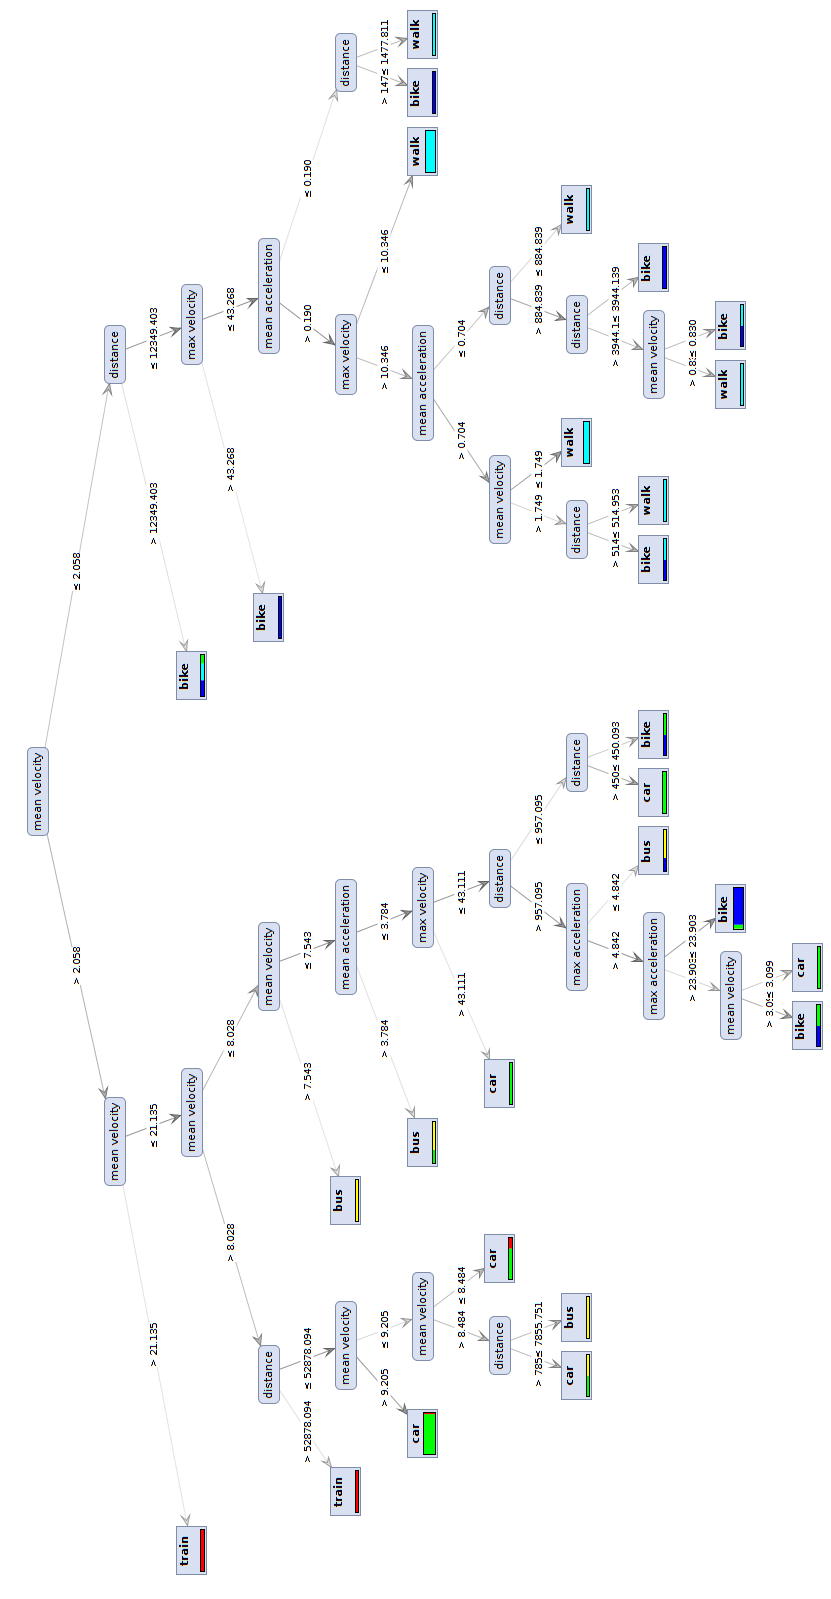 mean velocity
> 2.058
≤ 2.058
mean velocity
distance
> 21.135
≤ 21.135
> 12349.403
≤ 12349.403
train
mean velocity
bike
max velocity
> 8.028
≤ 8.028
> 43.268
≤ 43.268
distance
mean velocity
bike
mean acceleration
> 52878.094
≤ 52878.094
> 7.543
≤ 7.543
> 0.190
≤ 0.190
train
mean velocity
bus
mean acceleration
max velocity
distance
> 9.205
≤ 9.205
> 3.784
≤ 3.784
> 10.346
≤ 10.346
> 147
≤ 1477.811
car
mean velocity
bus
max velocity
mean acceleration
walk
bike
walk
> 8.484
≤ 8.484
> 43.111
≤ 43.111
> 0.704
≤ 0.704
distance
car
car
distance
mean velocity
distance
> 785
≤ 7855.751
> 957.095
≤ 957.095
> 1.749
≤ 1.749
> 884.839
≤ 884.839
car
bus
max acceleration
distance
distance
walk
distance
walk
> 4.842
≤ 4.842
> 450
≤ 450.093
> 514
≤ 514.953
> 3944.1
≤ 3944.139
max acceleration
bus
car
bike
bike
walk
mean velocity
bike
> 23.903
≤ 23.903
> 0.8
≤ 0.830
mean velocity
bike
walk
bike
> 3.0
≤ 3.099
bike
car